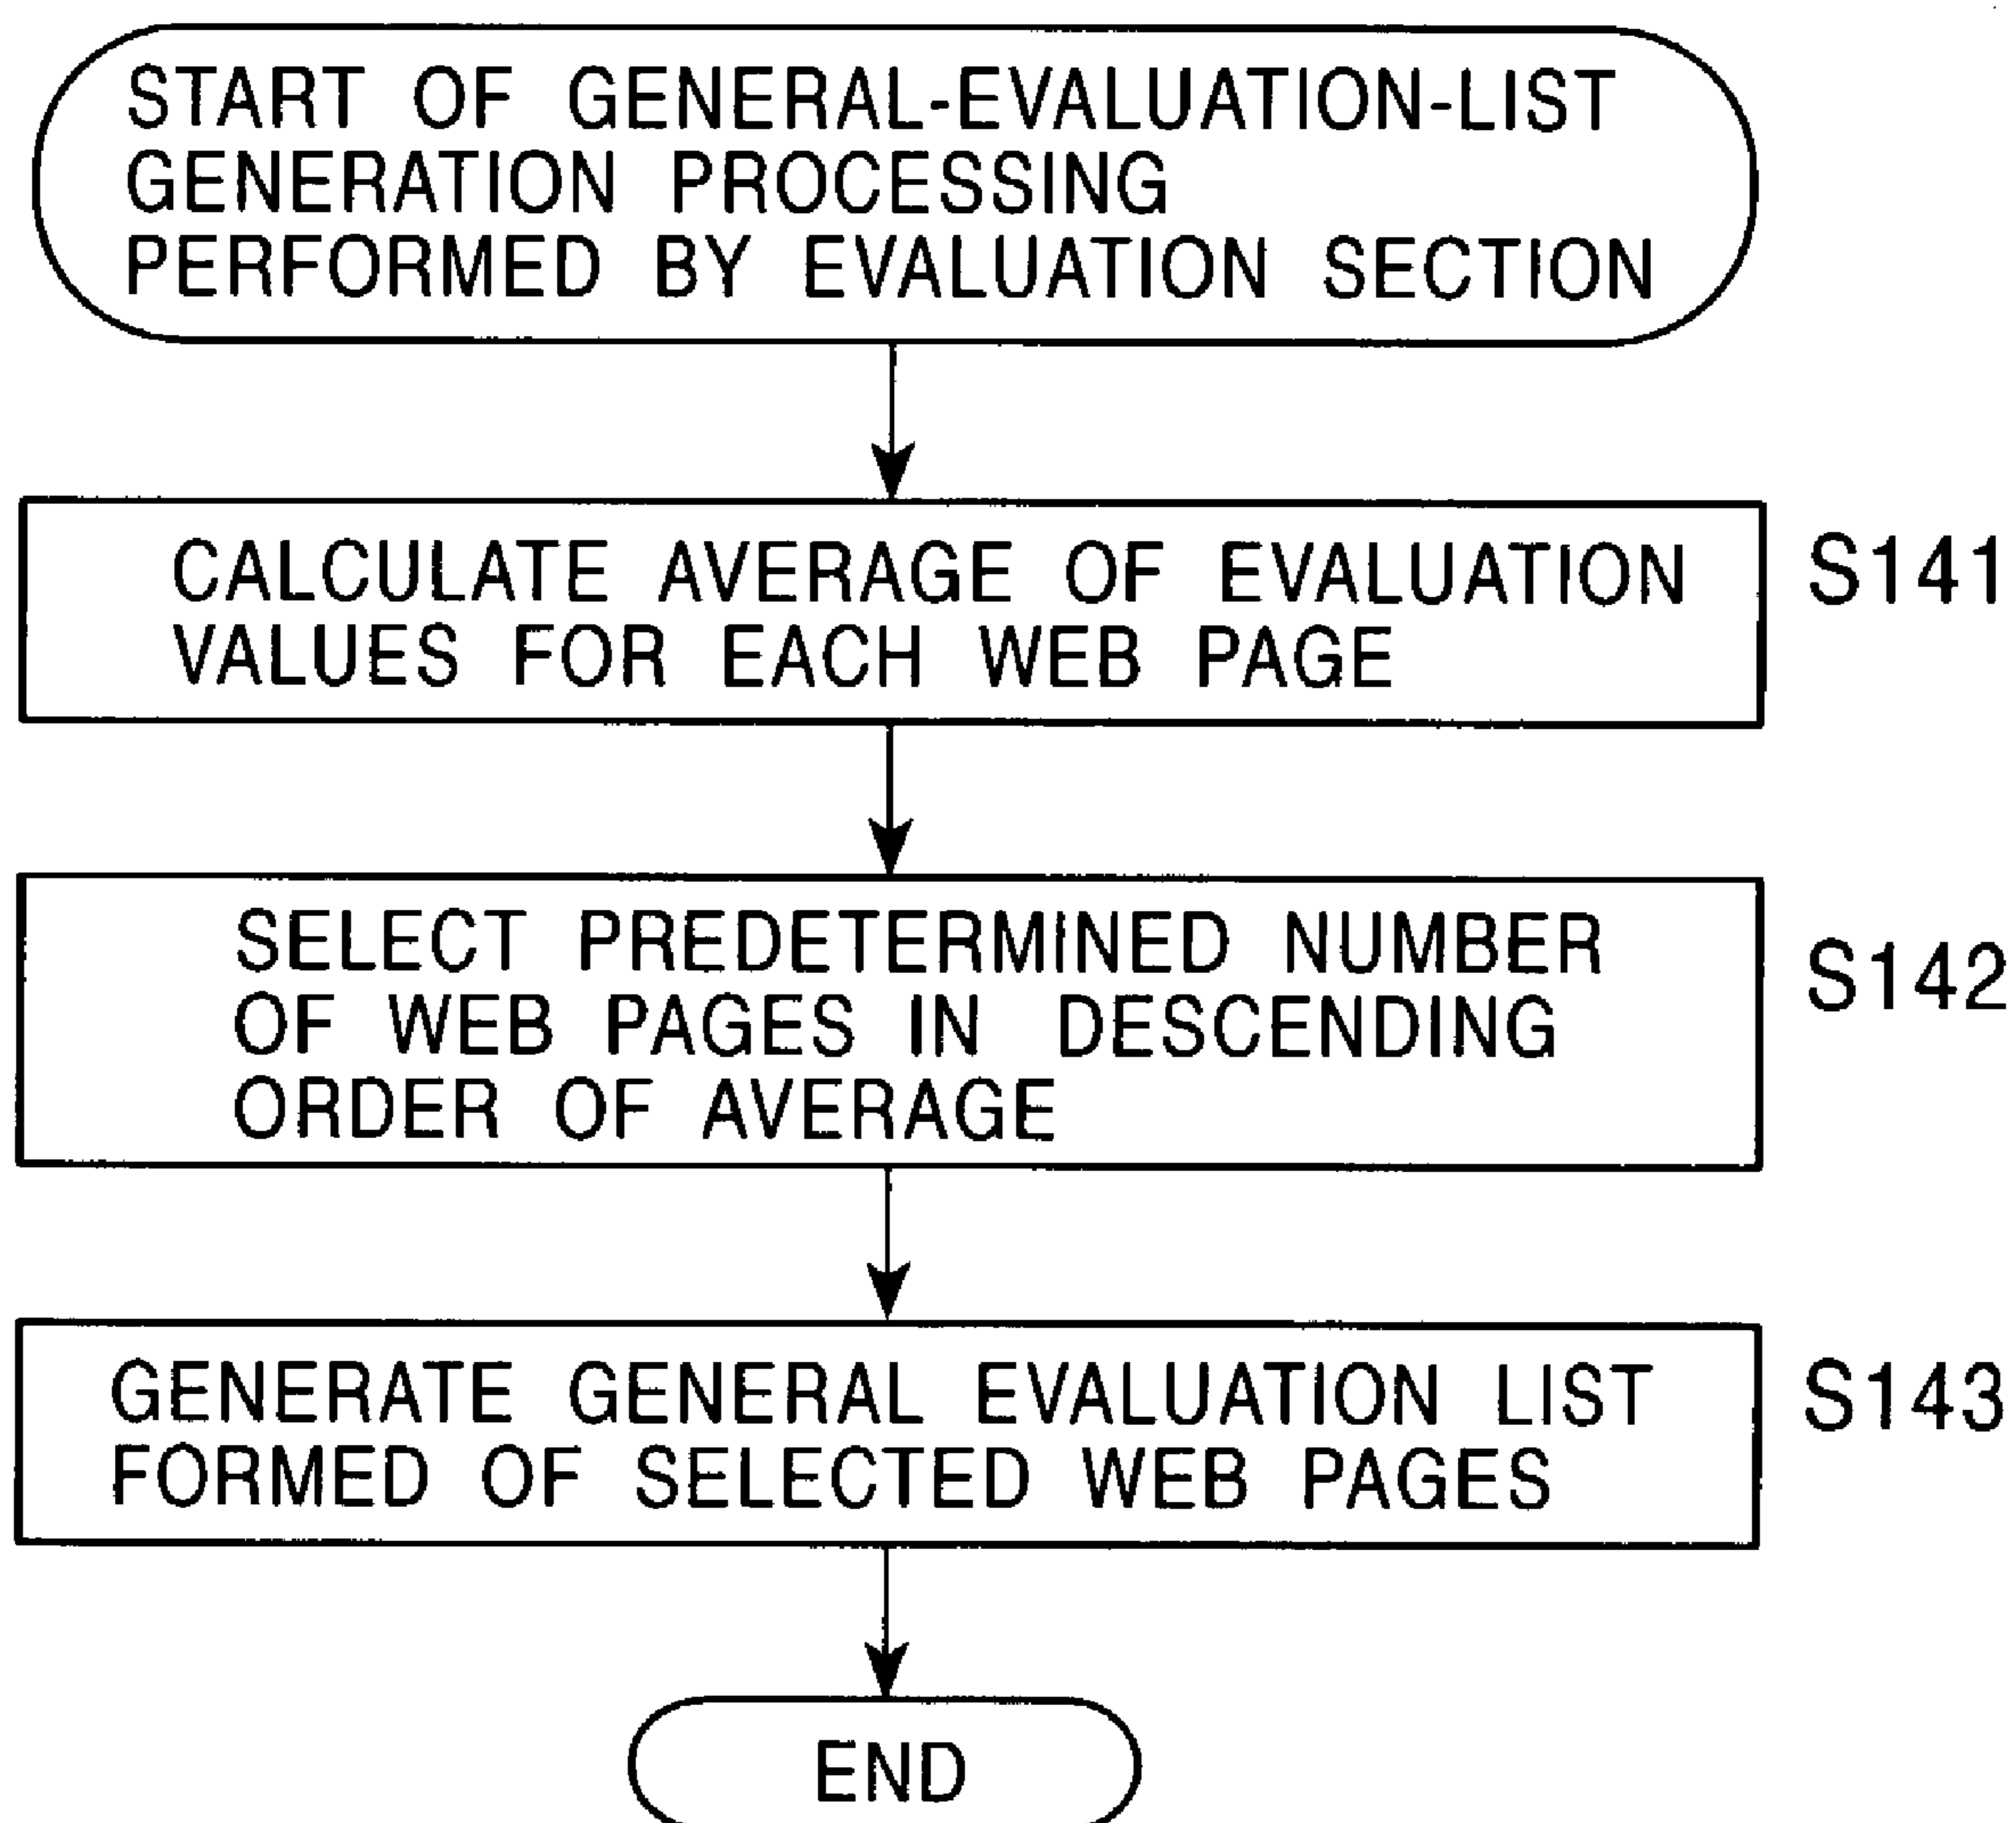 START OF GENERAL-EVALUATION-LIST
GENERATION PROCESSING
PERFORMED BY EVALUATION SECTION
CALCULATE AVERAGE OF EVALUATION
VALUES FOR EACH WEB PAGE
S141
SELECT PREDETERMINED NUMBER
OF WEB PAGES IN DESCENDING
ORDER OF AVERAGE
S142
GENERATE GENERAL EVALUATION LIST
FORMED OF SELECTED WEB PAGES
S143
END